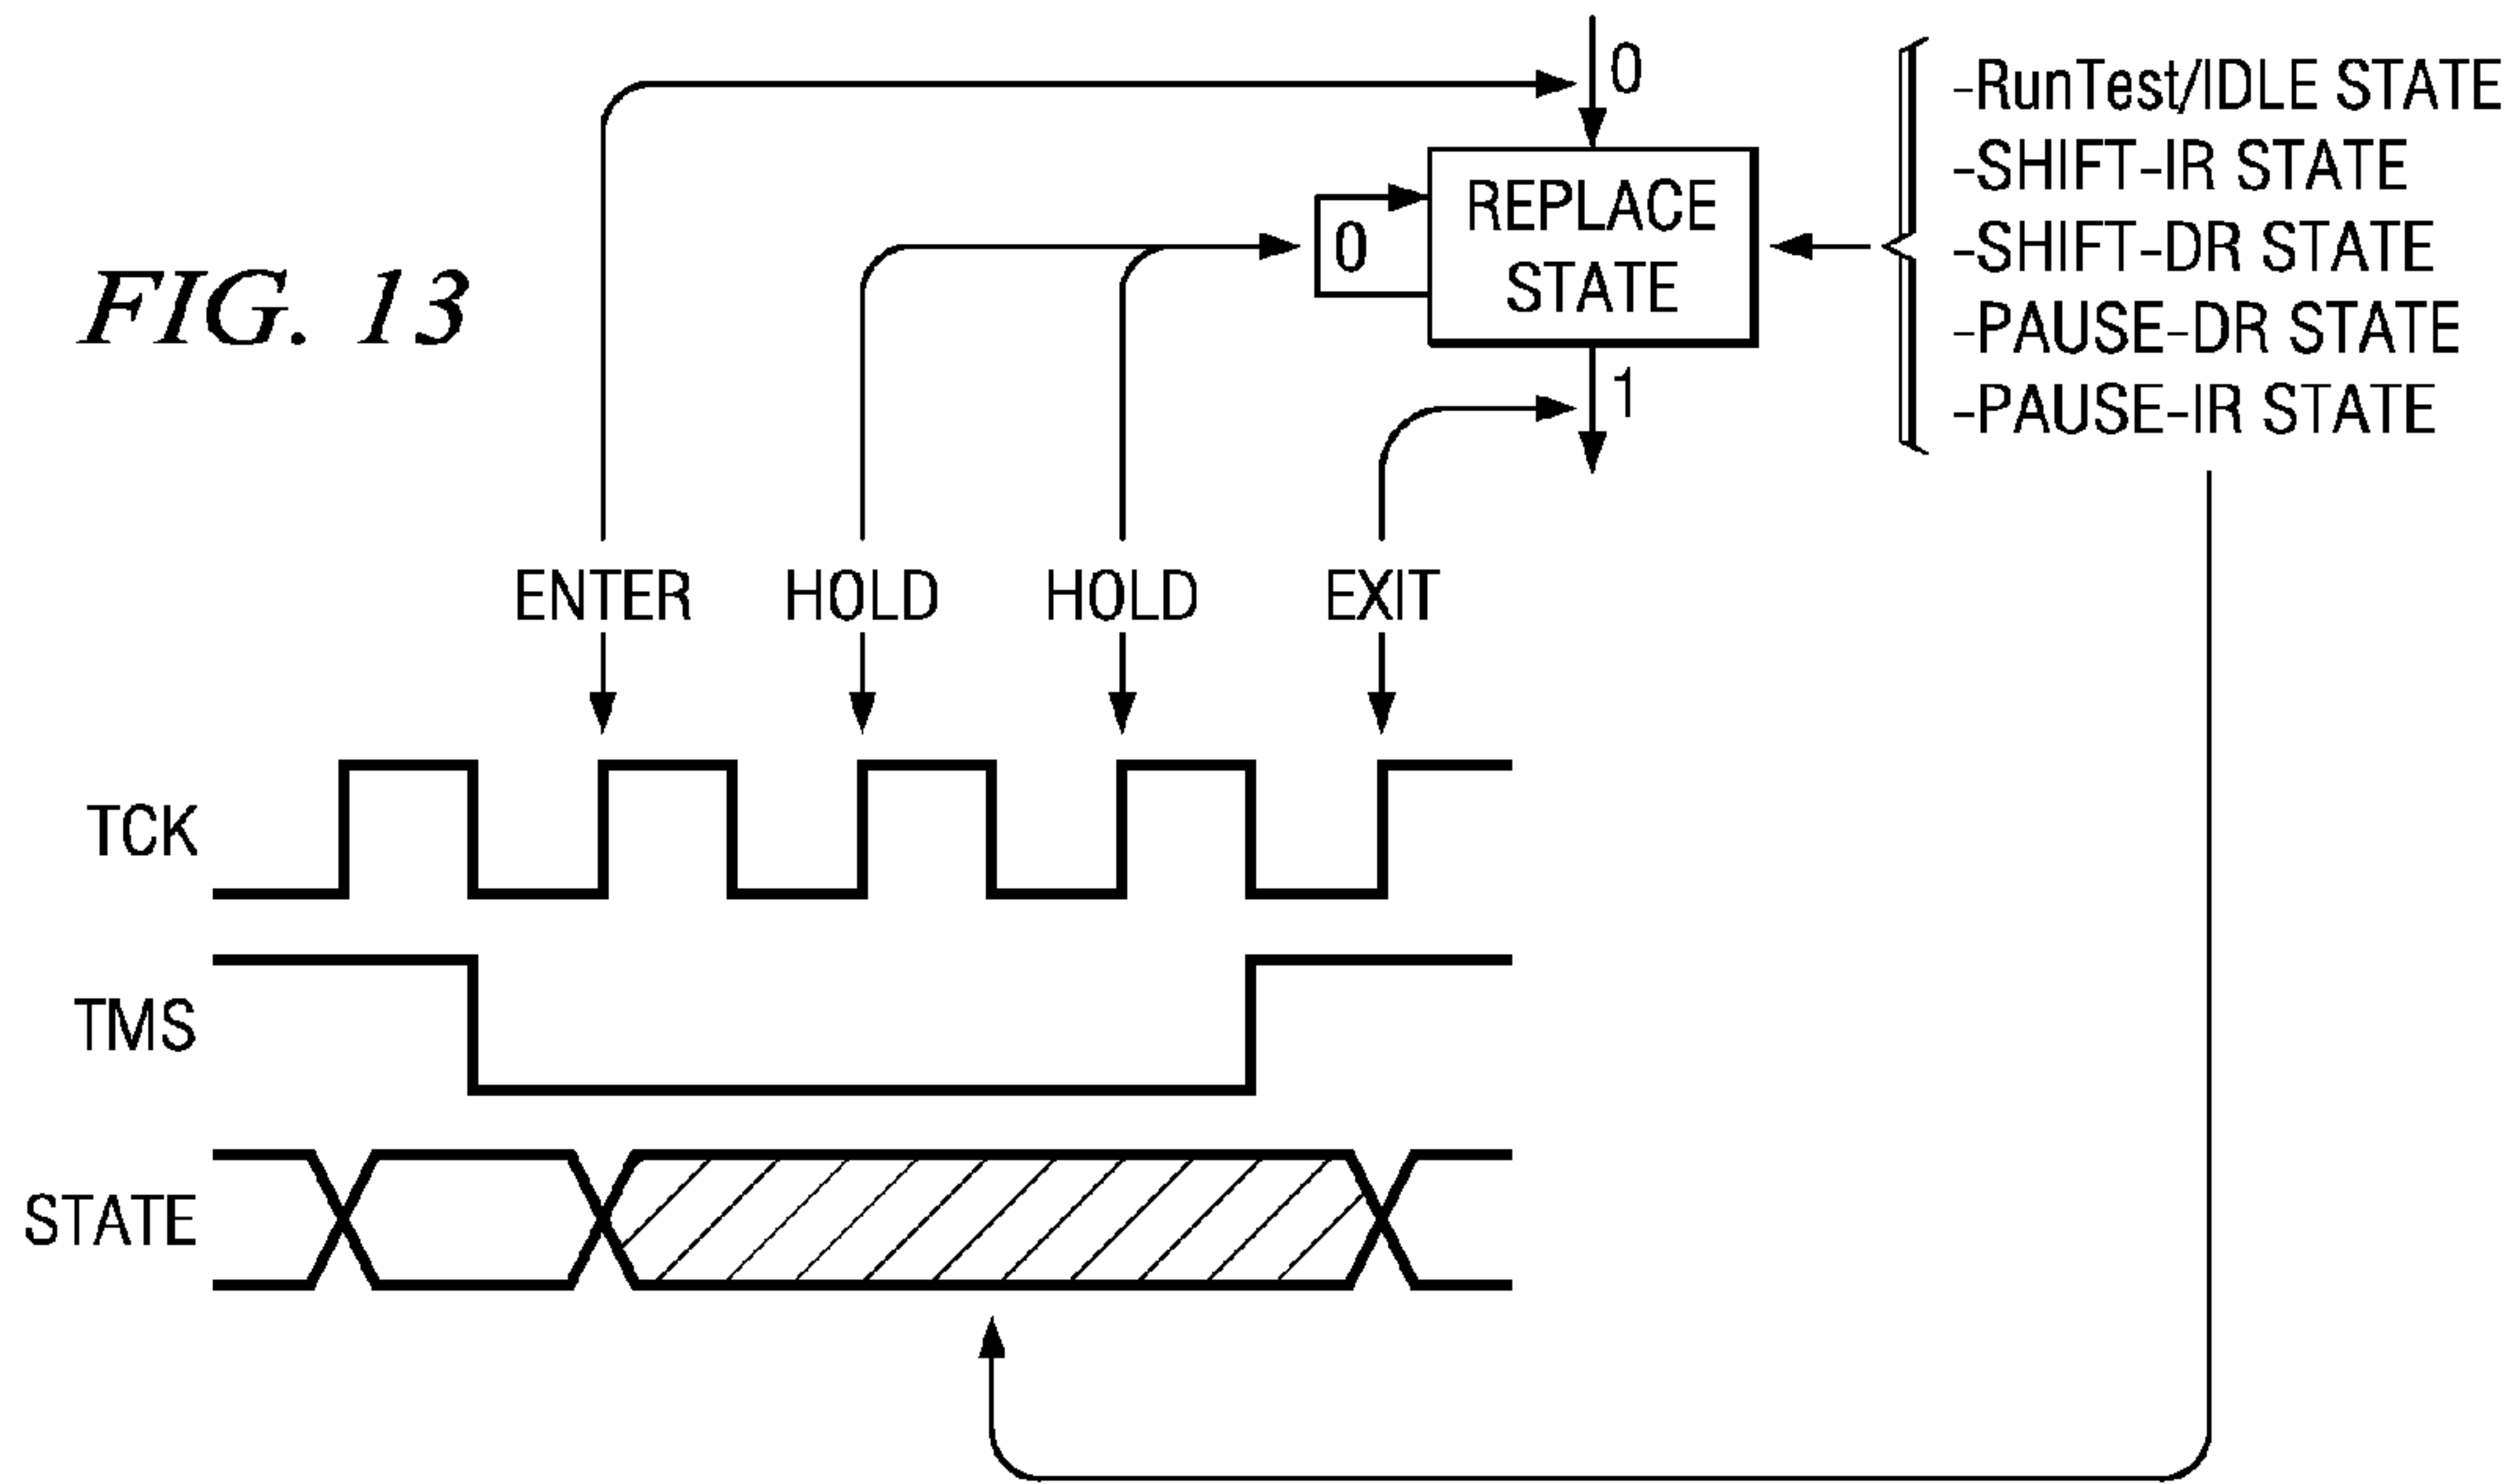 FIG. 13
0
REPLACE
STATE
0
1
-RunTest/IDLE STATE
-SHIFT-IR STATE
-SHIFT-DR STATE
-PAUSE-DR STATE
-PAUSE-IR STATE
ENTER HOLD HOLD EXIT
TCK
TMS
STATE